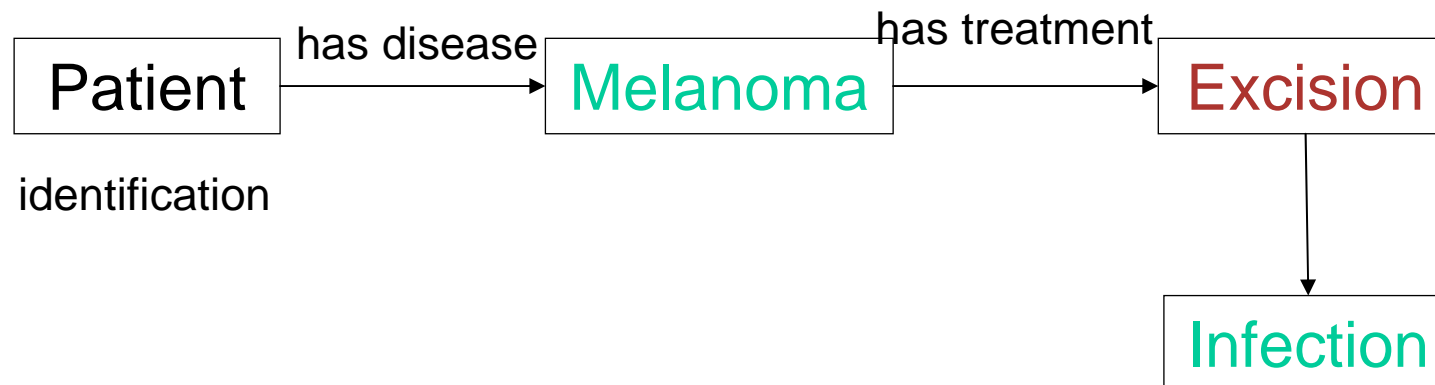 has disease
has treatment
Patient
Melanoma
Excision
identification
Infection